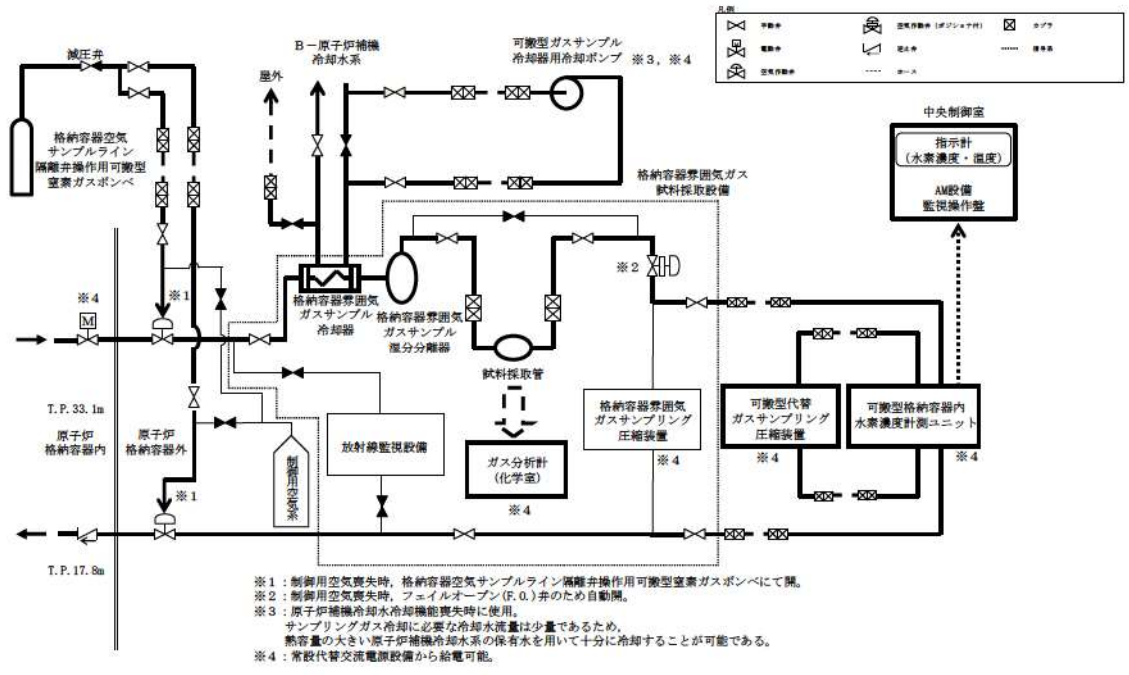 凡例
手動弁
電動弁
空気作動弁
空気作動弁(ポジショナ付)
逆止弁
ホース
カプラ
信号系
減圧弁
格納容器空気
サンプルライン
隔離弁操作用可搬型
窒素ガスボンベ
屋外
B-原子炉補機
冷却水系
可搬型ガスサンプル
冷却器用冷却ポンプ ※3,※4
中央制御室
指示計
(水素濃度・温度)
AM設備
監視操作盤
格納容器雰囲気ガス
試料採取設備
※4
M
※1
※2
格納容器雰囲気
ガスサンプル
冷却器
格納容器雰囲気
ガスサンプル
湿分分離器
試料採取管
T.P.33.1m
原子炉
格納容器内
原子炉
格納容器外
※1
制御用空気系
放射線監視設備
ガス分析計
(化学室)
※4
格納容器雰囲気
ガスサンプリング
圧縮装置
※4
可搬型代替
ガスサンプリング
圧縮装置
※4
可搬型格納容器内
水素濃度計測ユニット
※4
T.P.17.8m
※1:制御用空気喪失時,格納容器空気サンプルライン隔離弁操作用可搬型窒素ガスボンベにて開。
※2:制御用空気喪失時,フェイルオープン(F.O.)弁のため自動開。
※3:原子炉補機冷却水冷却機能喪失時に使用。
サンプリングガス冷却に必要な冷却水流量は少量であるため,
熱容量の大きい原子炉補機冷却水系の保有水を用いて十分に冷却することが可能である。
※4:常設代替交流電源設備から給電可能。